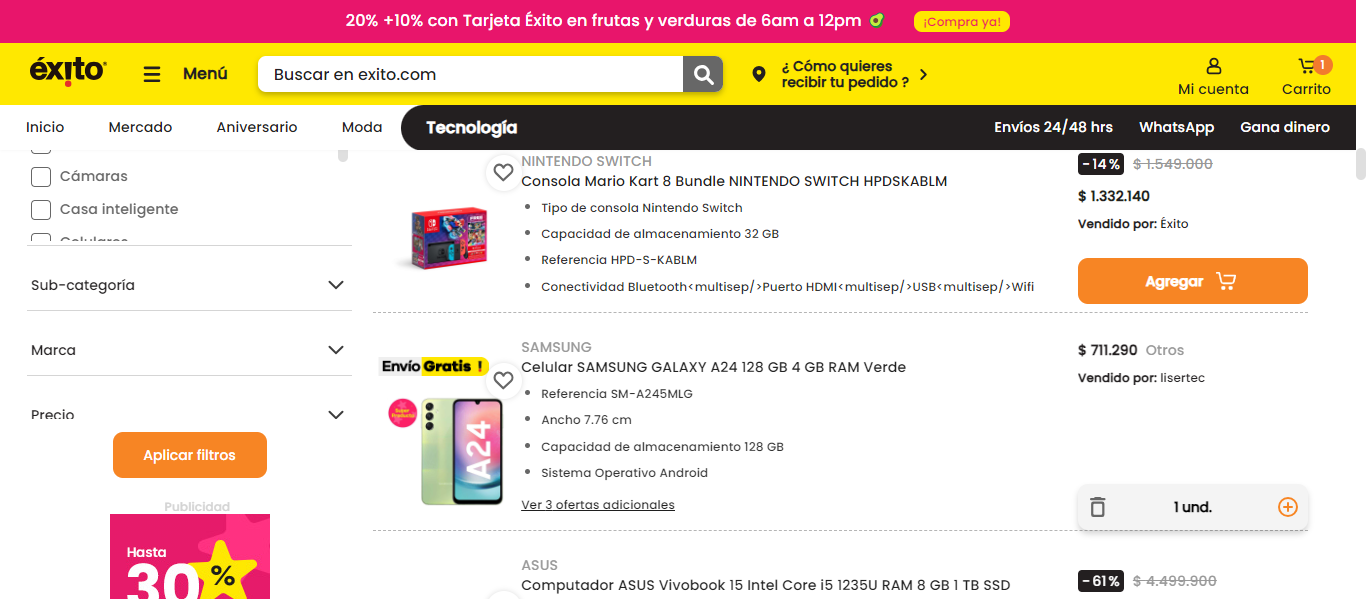 20% +10% con Tarjeta Éxito en frutas y verduras de 6am a 12pm
¡Compra ya!
éxito
Menú
Buscar en exito.com
¿ Cómo quieres
recibir tu pedido ?
Mi cuenta
1
Carrito
Inicio
Mercado
Aniversario
Moda
Tecnología
Envíos 24/48 hrs
WhatsApp
Gana dinero
Cámaras
Casa inteligente
Celulares
Sub-categoría
Marca
Precio
Aplicar filtros
Publicidad
Hasta
30%
NINTENDO SWITCH
Consola Mario Kart 8 Bundle NINTENDO SWITCH HPDSKABLM
Tipo de consola Nintendo Switch
Capacidad de almacenamiento 32 GB
Referencia HPD-S-KABLM
Conectividad Bluetooth<multisep/>Puerto HDMI<multisep/>USB<multisep/>Wifi
-14%
$ 1.549.000
$ 1.332.140
Vendido por: Éxito
Agregar
Envío Gratis !
Super
Producto
A24
SAMSUNG
Celular SAMSUNG GALAXY A24 128 GB 4 GB RAM Verde
Referencia SM-A245MLG
Ancho 7.76 cm
Capacidad de almacenamiento 128 GB
Sistema Operativo Android
Ver 3 ofertas adicionales
$ 711.290 Otros
Vendido por: lisertec
1 und.
ASUS
Computador ASUS Vivobook 15 Intel Core i5 1235U RAM 8 GB 1 TB SSD
-61%
$ 4.499.900